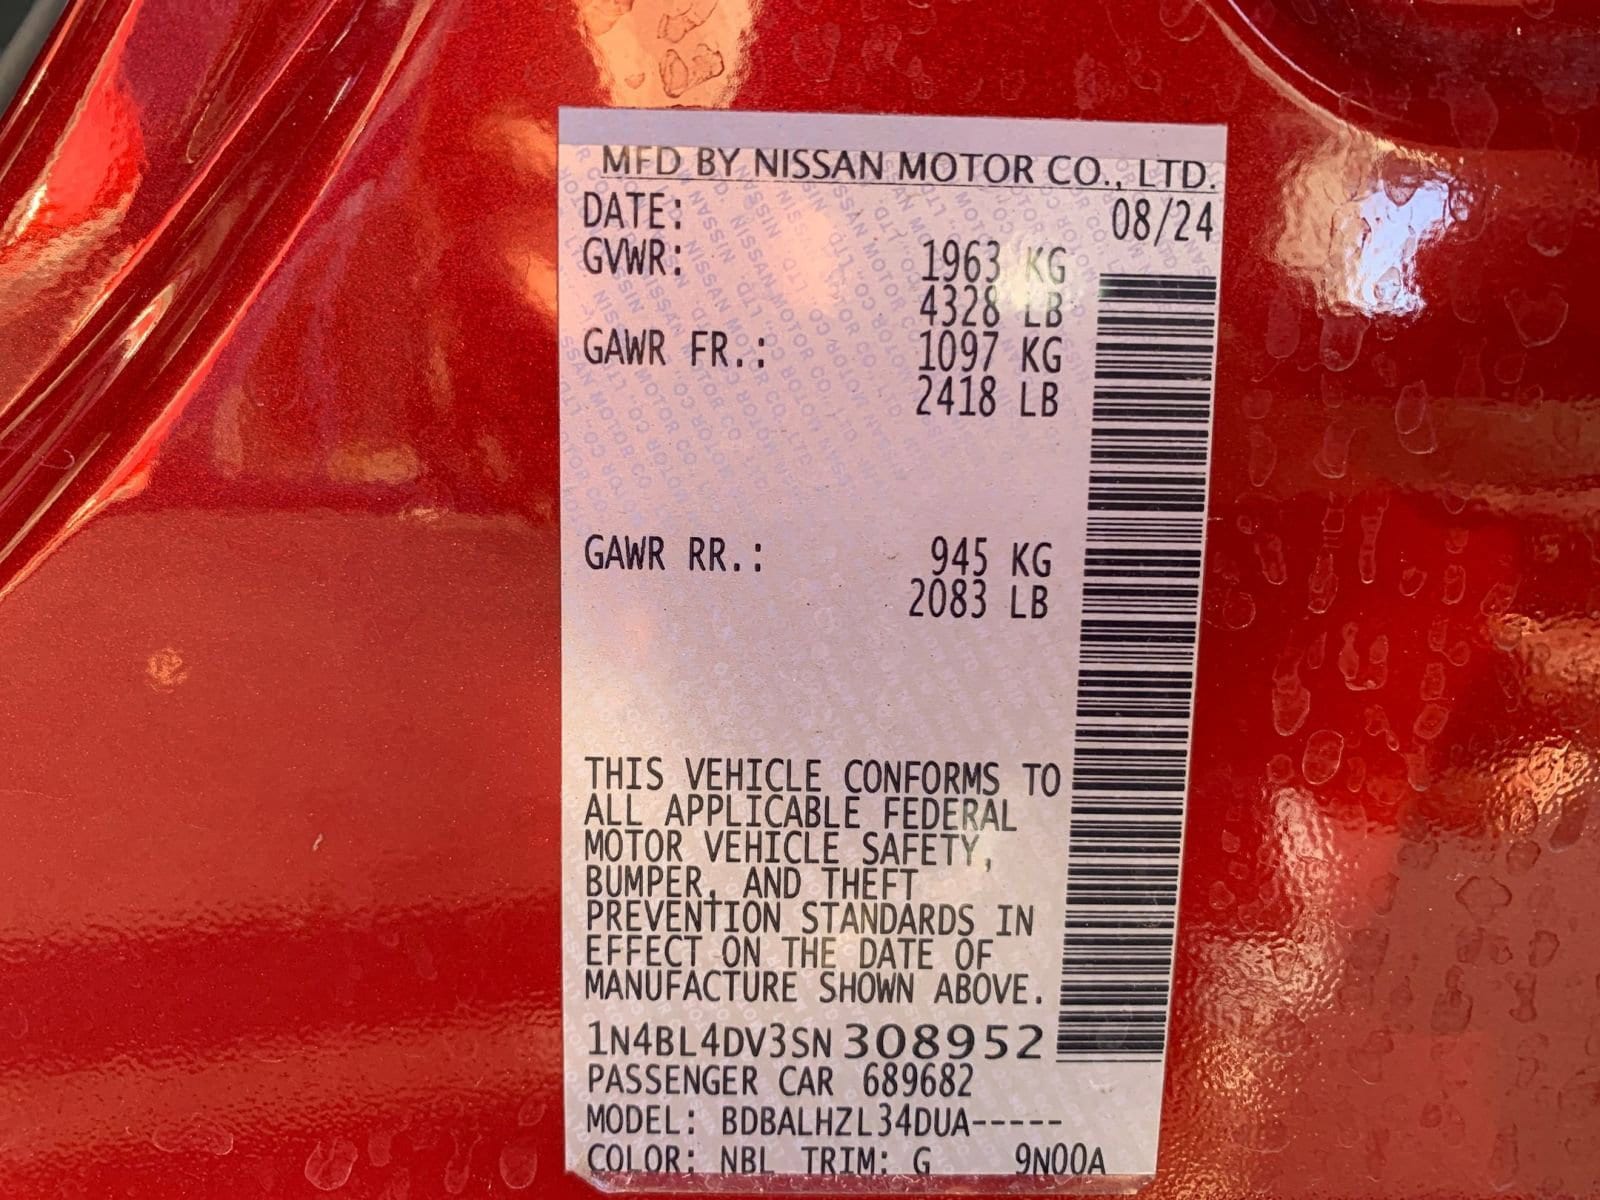 MFD BY NISSAN MOTOR CO., LTD.
DATE: 08/24
GVWR: 1963 KG
4328 LB
GAWR FR.: 1097 KG
2418 LB
GAWR RR.: 945 KG
2083 LB
THIS VEHICLE CONFORMS TO
ALL APPLICABLE FEDERAL
MOTOR VEHICLE SAFETY,
BUMPER, AND THEFT
PREVENTION STANDARDS IN
EFFECT ON THE DATE OF
MANUFACTURE SHOWN ABOVE.
1N4BL4DV3SN308952
PASSENGER CAR 689682
MODEL: BDBALHZL34DUA-----
COLOR: NBL TRIM: G 9N00A